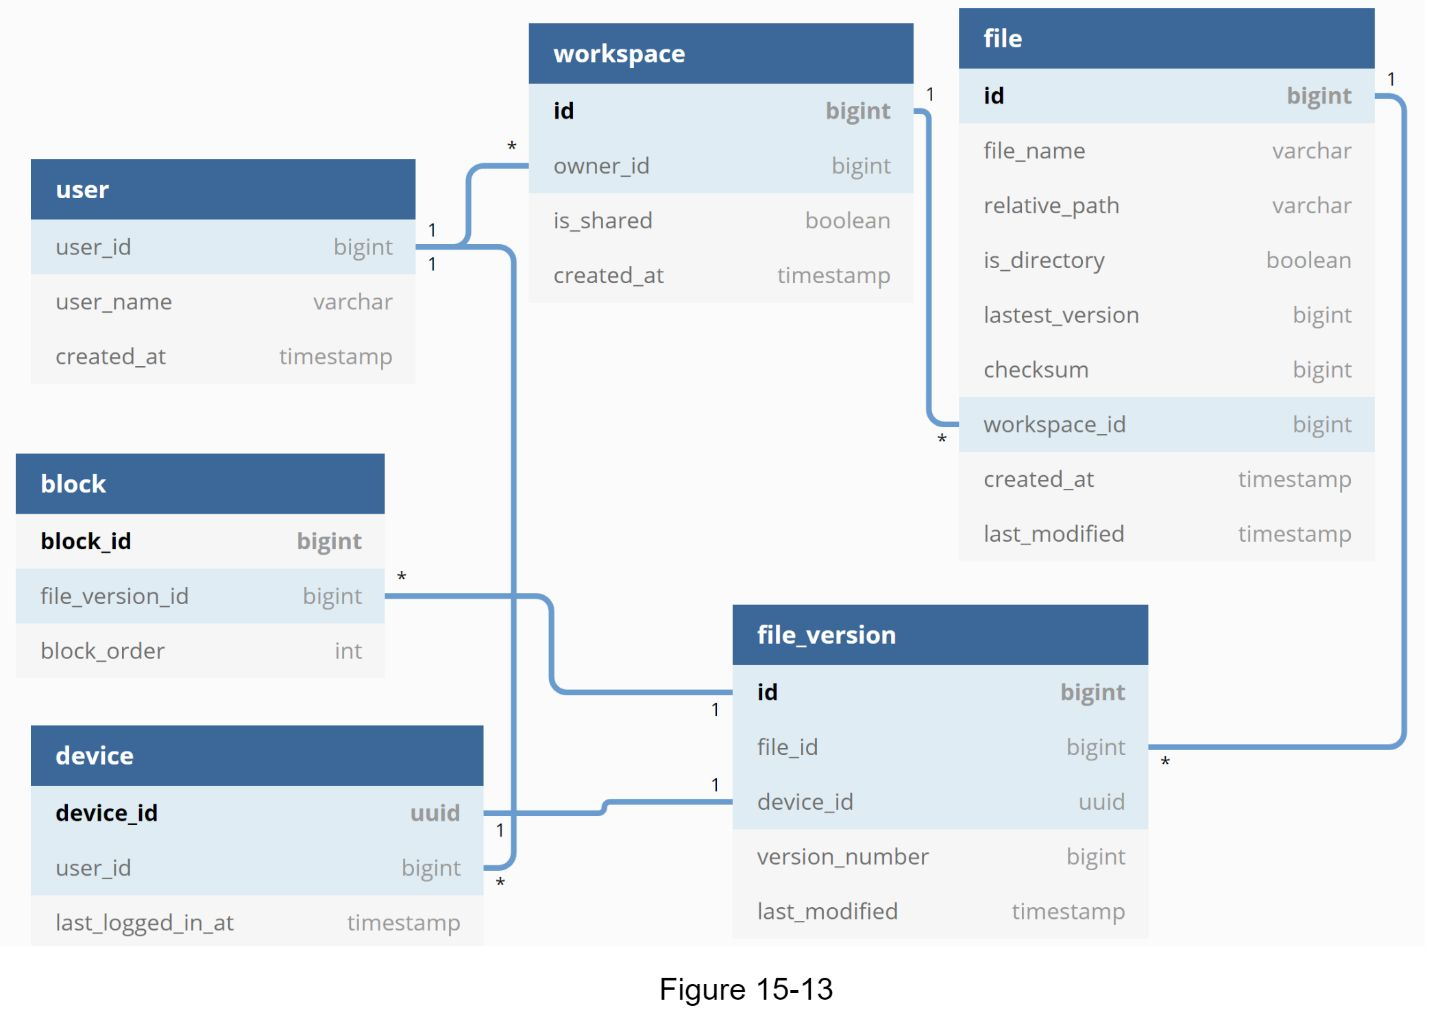 user
user_id bigint
user_name varchar
created_at timestamp
1
1
*
workspace
id bigint
owner_id bigint
is_shared boolean
created_at timestamp
1
*
file
id bigint
file_name varchar
relative_path varchar
is_directory boolean
lastest_version bigint
checksum bigint
workspace_id bigint
created_at timestamp
last_modified timestamp
1
block
block_id bigint
file_version_id bigint
block_order int
*
device
device_id uuid
user_id bigint
last_logged_in_at timestamp
1
*
file_version
id bigint
file_id bigint
device_id uuid
version_number bigint
last_modified timestamp
1
1
*
Figure 15-13